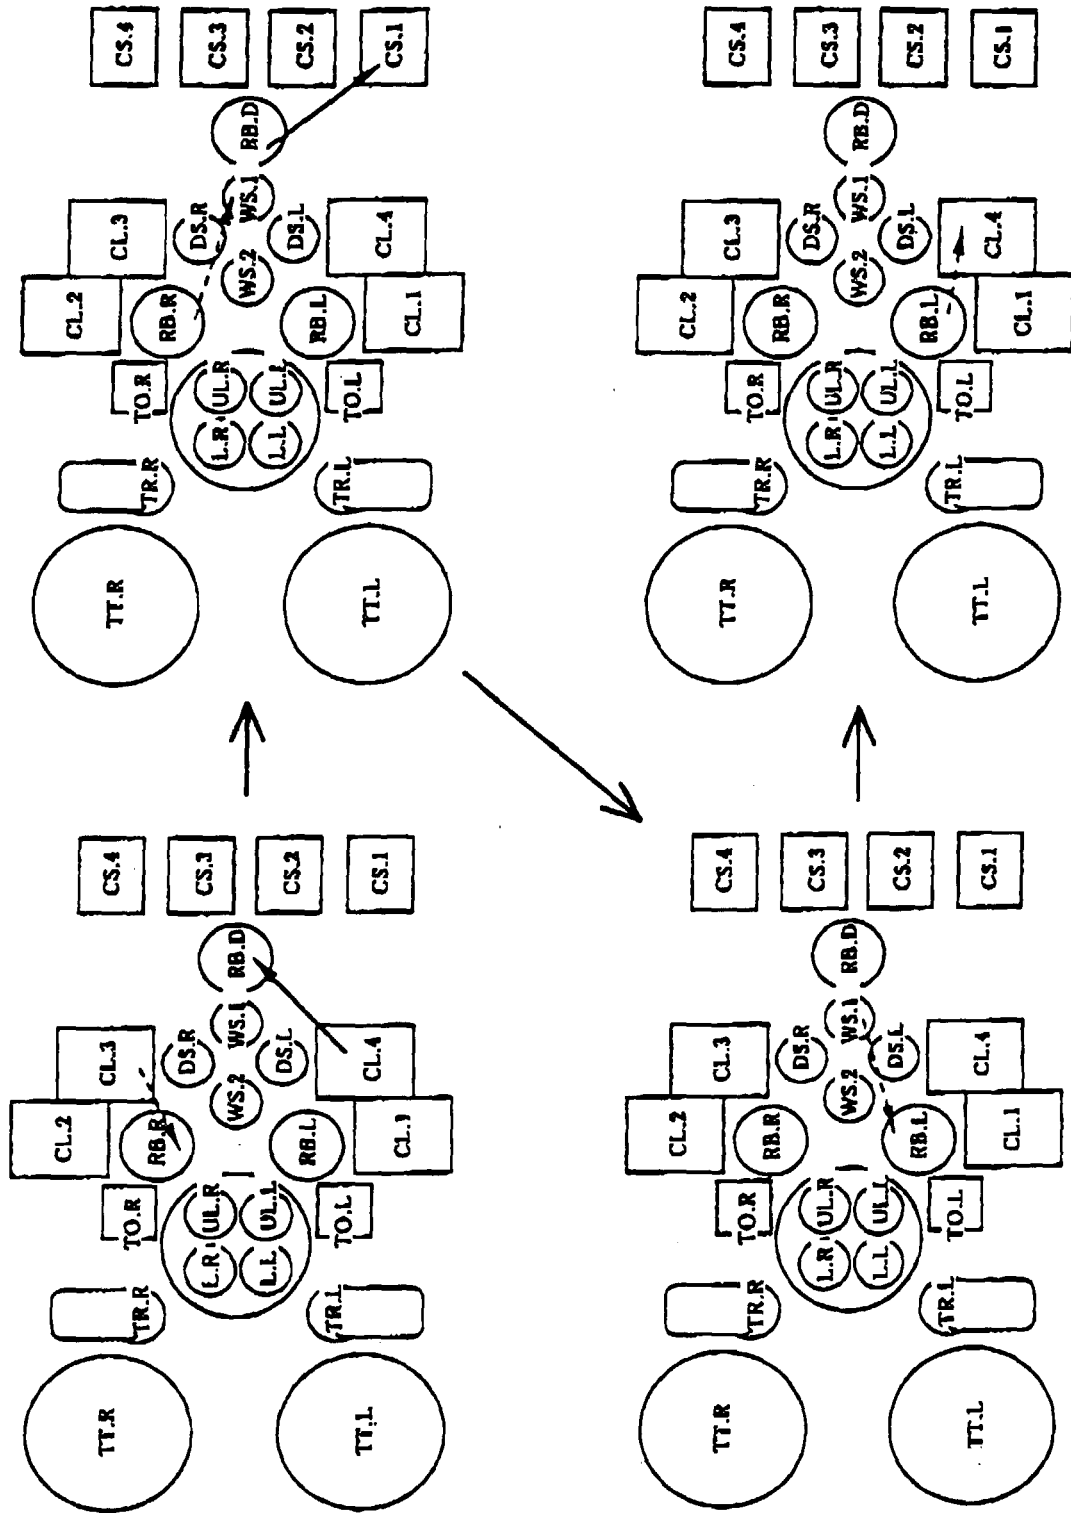 CL.2
CL.3
CS.4
TT.R
TR.R
TO.R
RB.R
DS.R
CS.3
L.R
UL.R
WS.2
WS.1
RB.D
L.L
UL.L
DS.L
CS.2
RB.L
TR.L
TO.L
TT.L
CL.1
CL.4
CS.1
CL.2
CL.3
CS.4
TT.R
TR.R
TO.R
RB.R
DS.R
CS.3
L.R
UL.R
WS.2
WS.1
RB.D
L.L
UL.L
DS.L
CS.2
RB.L
TR.L
TO.L
TT.L
CL.1
CL.4
CS.1
CL.2
CL.3
CS.4
TT.R
TR.R
TO.R
RB.R
DS.R
CS.3
L.R
UL.R
WS.2
WS.1
RB.D
L.L
UL.L
DS.L
CS.2
RB.L
TR.L
TO.L
TT.L
CL.1
CL.4
CS.1
CL.2
CL.3
CS.4
TT.R
TR.R
TO.R
RB.R
DS.R
CS.3
L.R
UL.R
WS.2
WS.1
RB.D
L.L
UL.L
DS.L
CS.2
RB.L
TR.L
TO.L
TT.L
CL.1
CL.4
CS.1